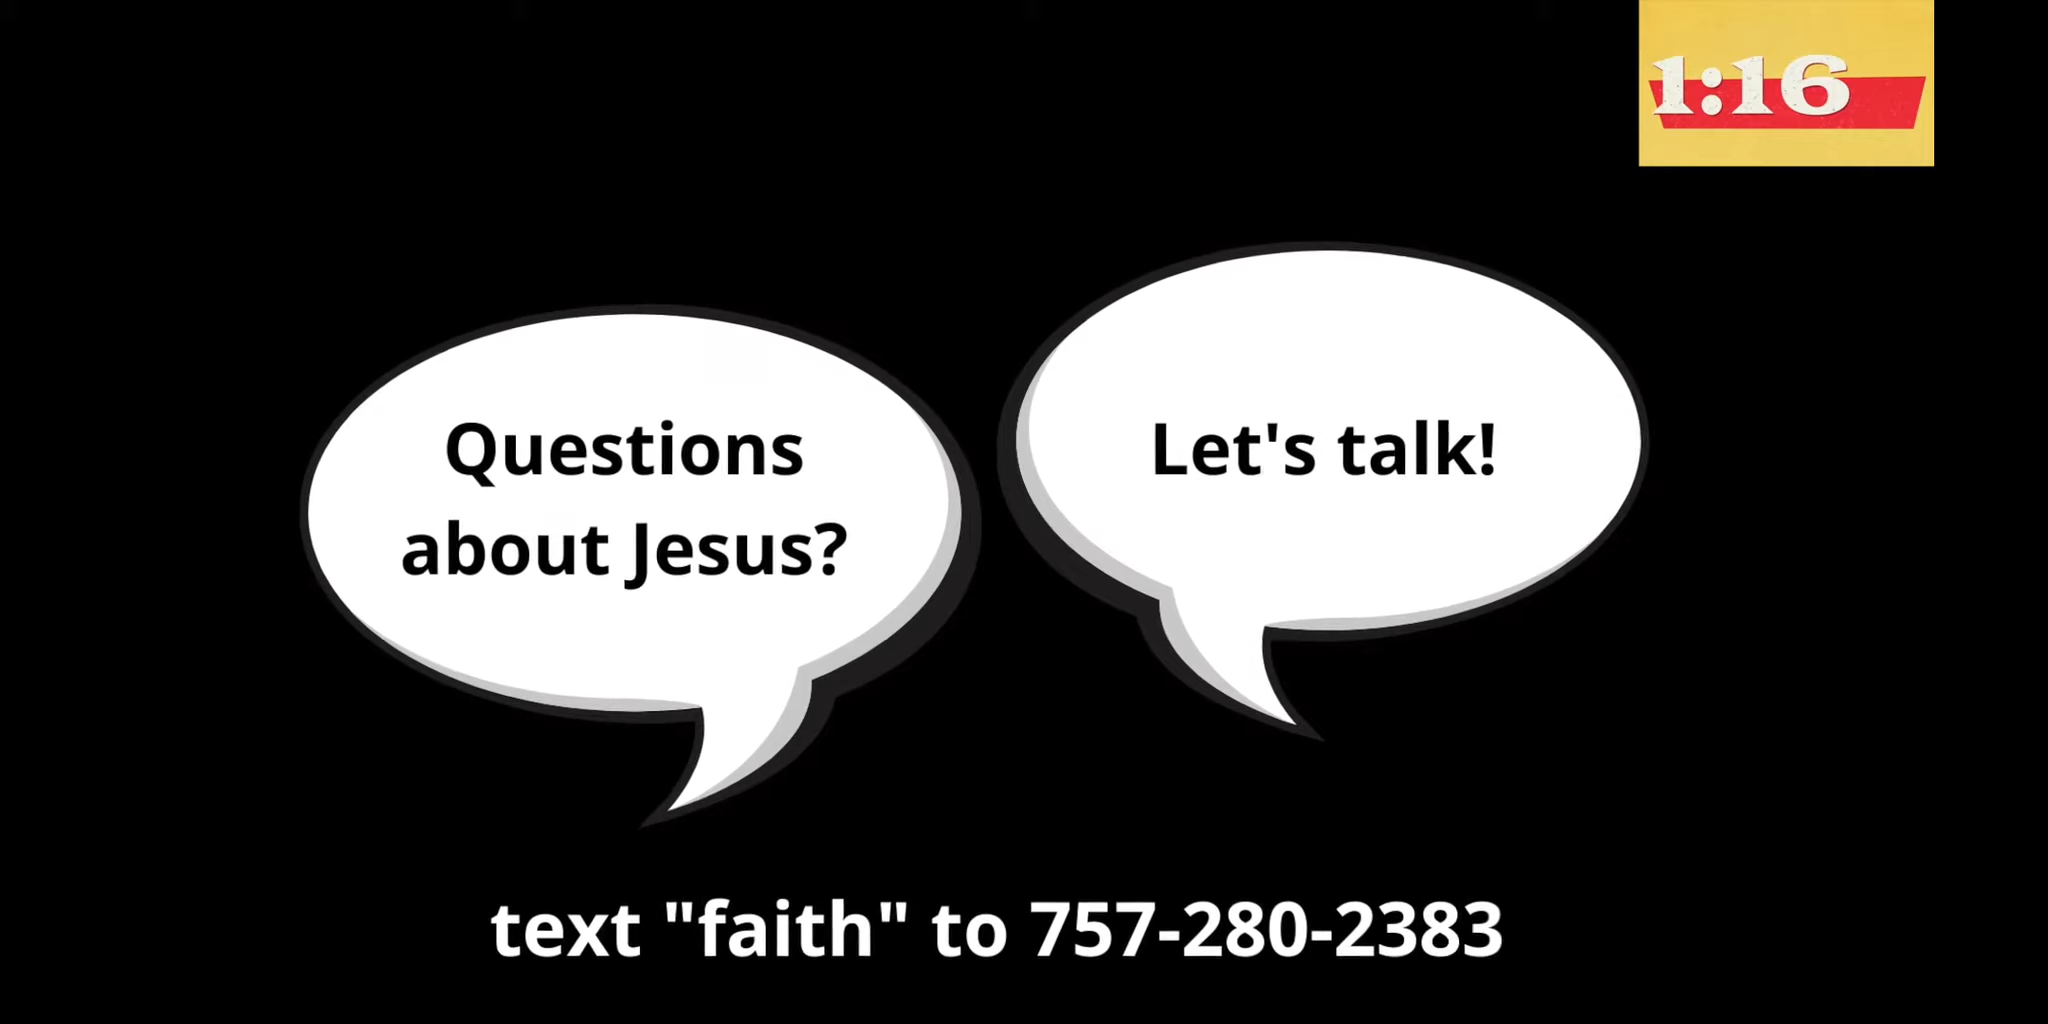 1:16
Questions
about Jesus?
Let's talk!
text "faith" to 757-280-2383